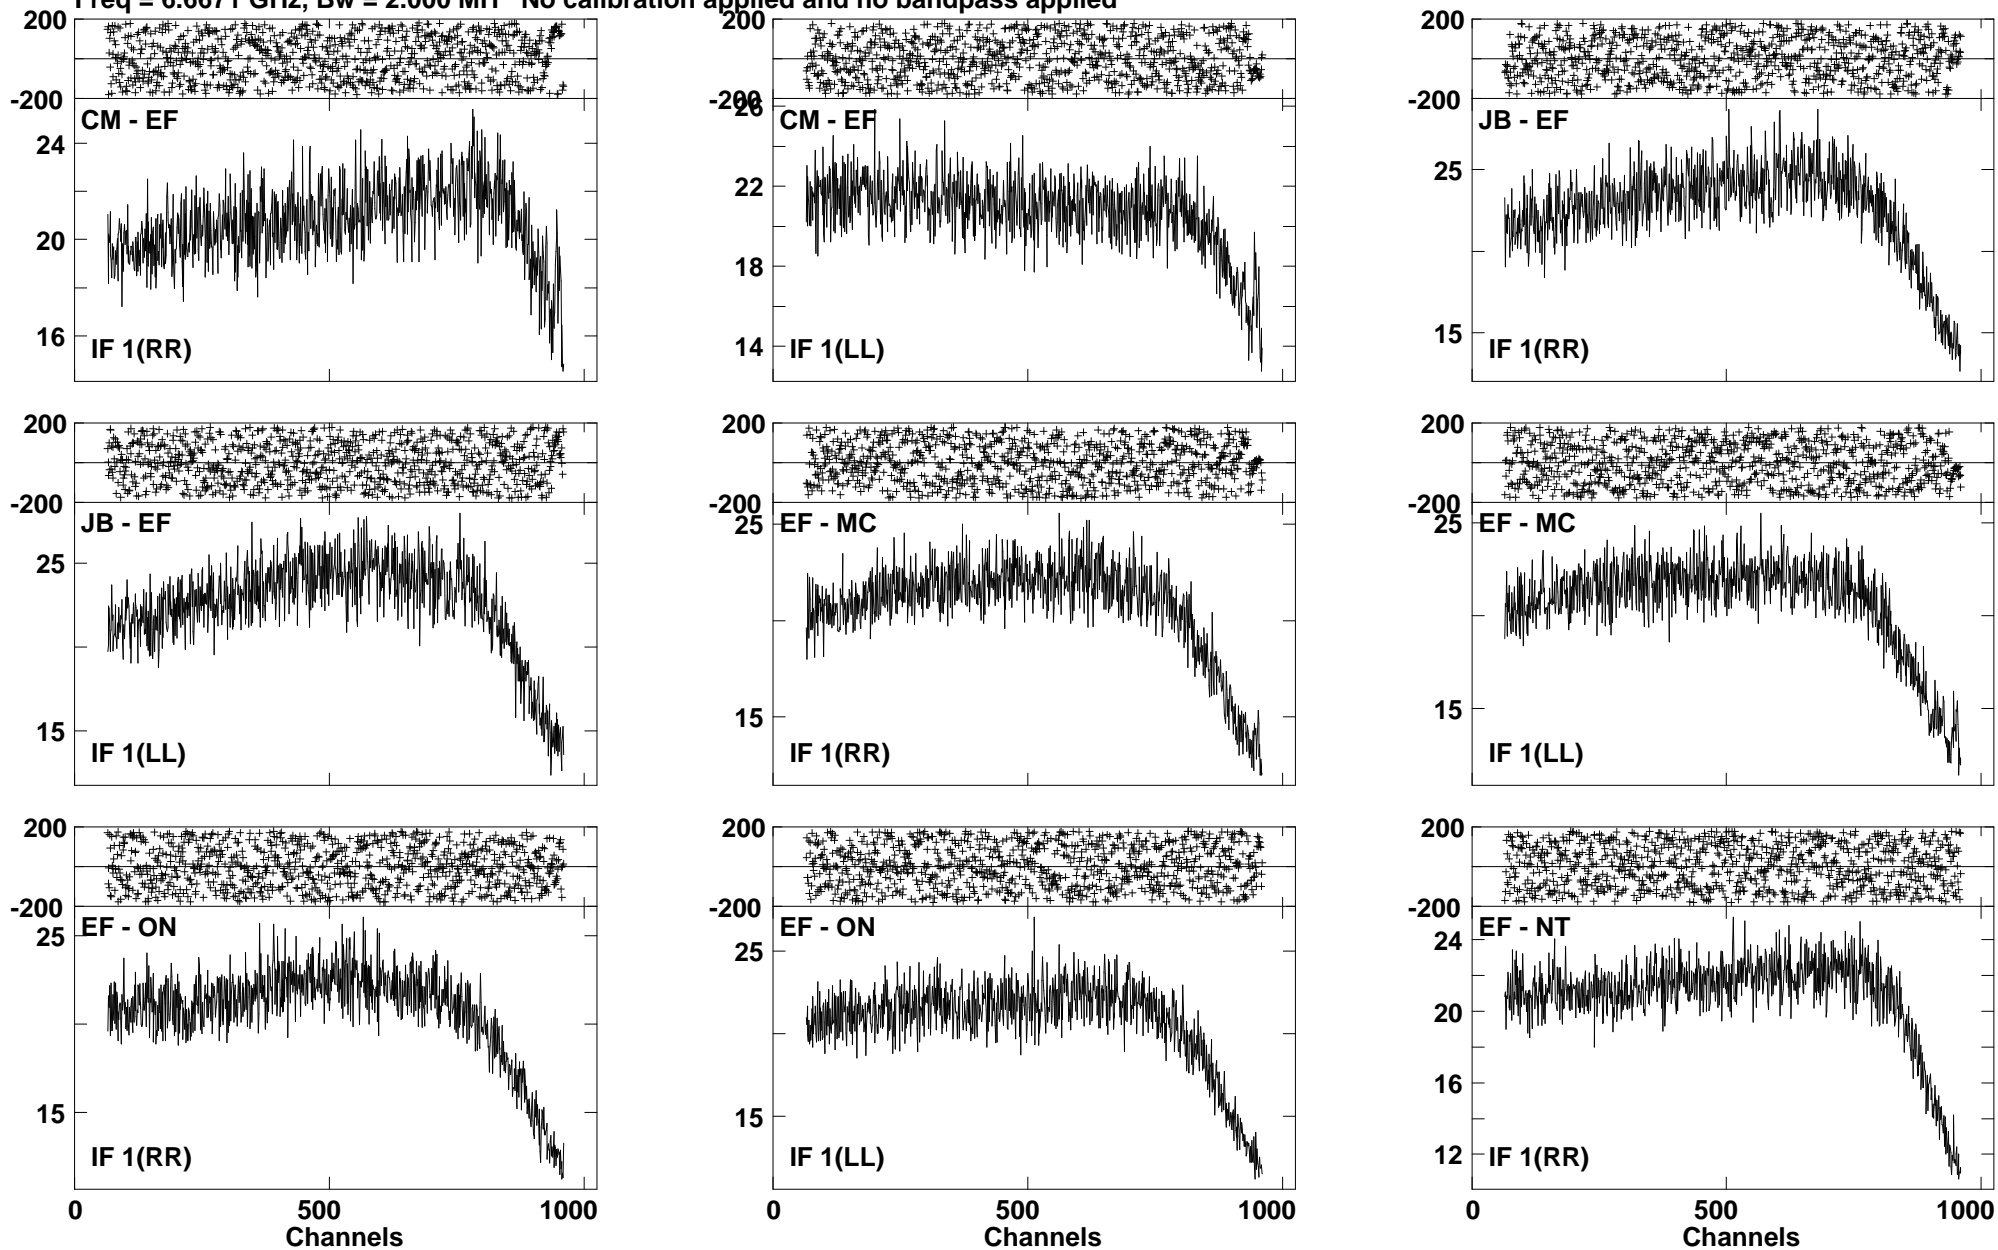 Freq = 6.6671 GHz, Bw = 2.000 MH No calibration applied and no bandpass applied
200 200 200
-200 -200 -200
CM - EF CM - EF JB - EF
26
24 22 25
20 18
16 14 15
IF 1(RR) IF 1(LL) IF 1(RR)
200 200 200
-200 -200 -200
JB - EF EF - MC EF - MC
25 25 25
15 15 15
IF 1(LL) IF 1(RR) IF 1(LL)
200 200 200
-200 -200 -200
EF - ON EF - ON EF - NT
25 25 24
20
16
15 15 12
IF 1(RR) IF 1(LL) IF 1(RR)
0 500 1000 0 500 1000 0 500 1000
Channels Channels Channels